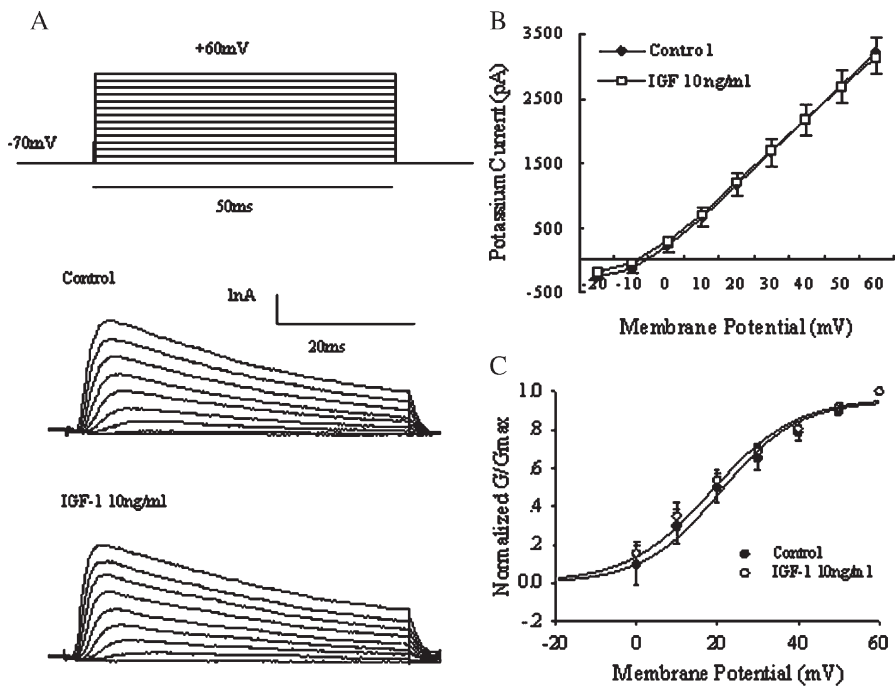 A
+60mV
-70mV
50ms
Control
1nA
20ms
IGF-1 10ng/ml
B
Potassium Current (pA)
3500
2500
1500
500
-500
Control
IGF 10ng/ml
-20 -10 0 10 20 30 40 50 60
Membrane Potential (mV)
C
Normalized G/Gmax
1.0
.8
.6
.4
.2
0.0
-.2
Control
IGF-1 10ng/ml
-20 0 20 40 60
Membrane Potential (mV)